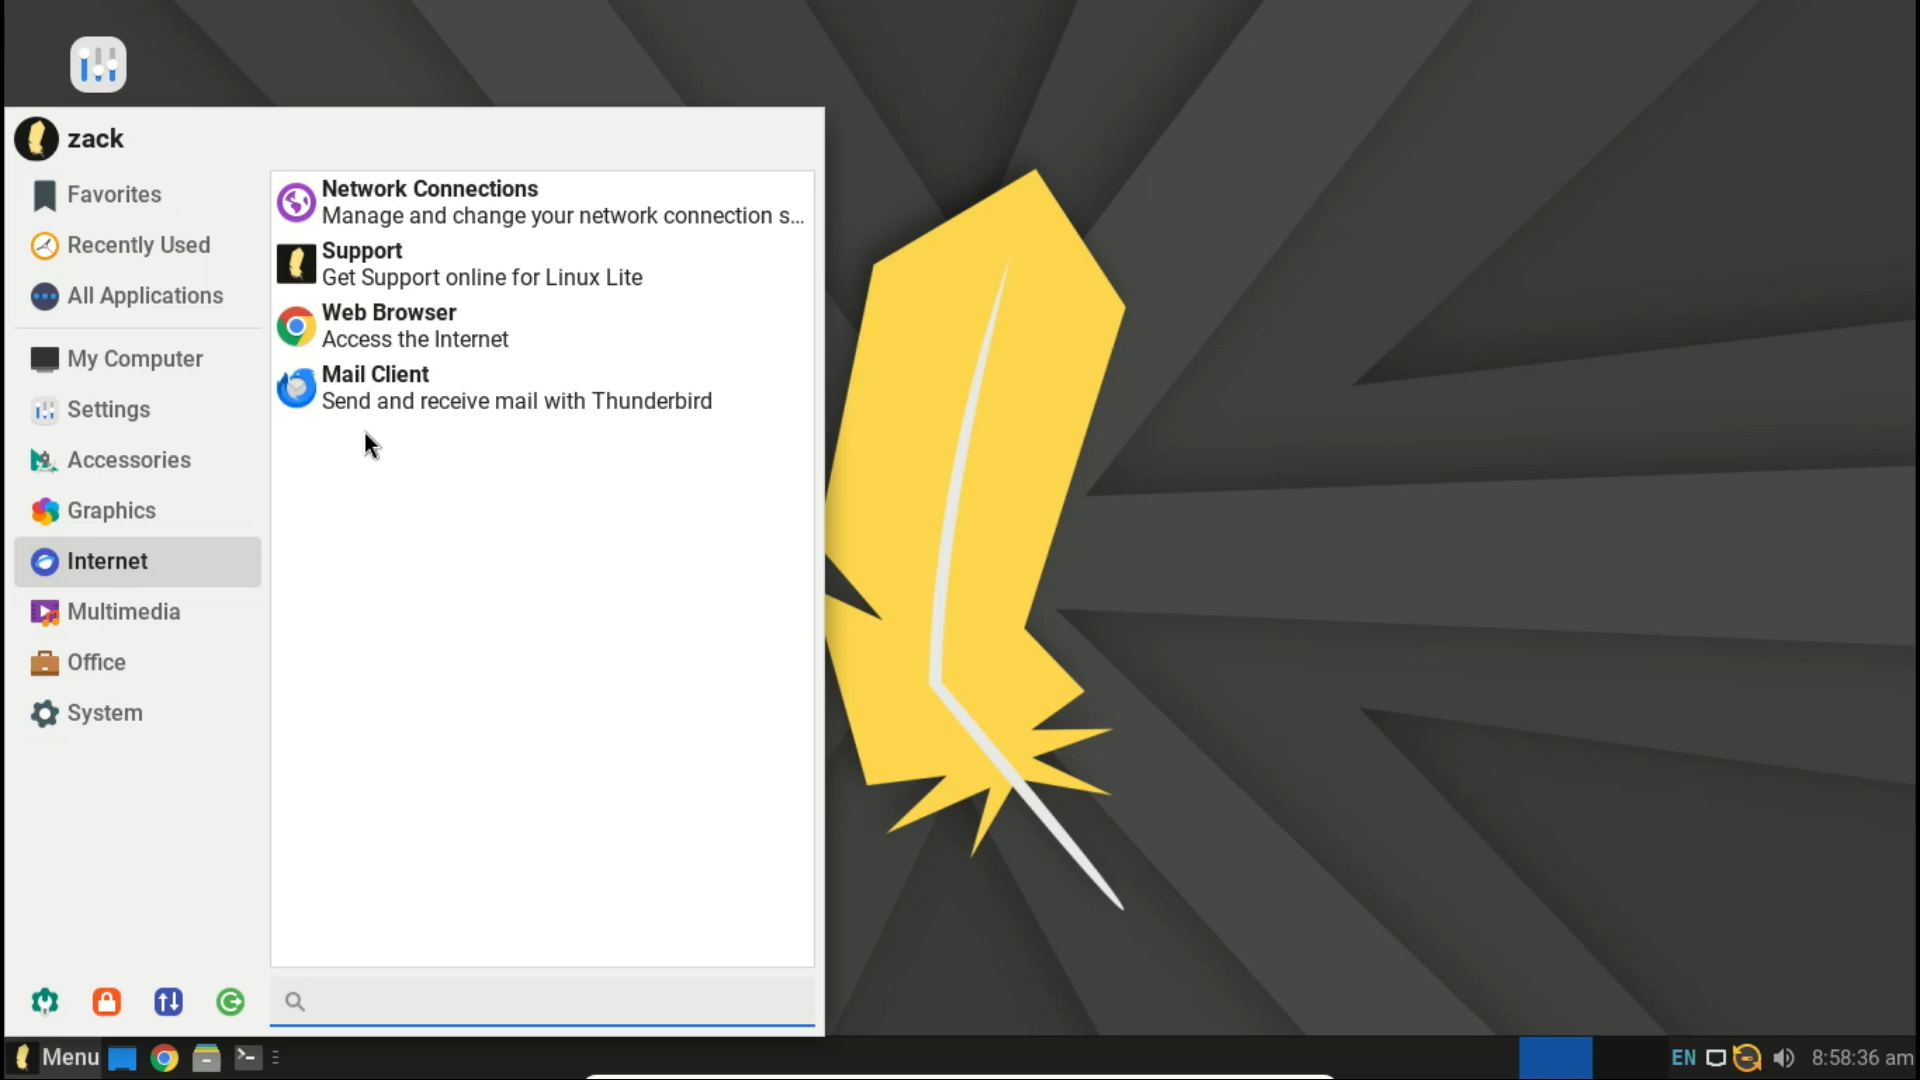 zack
Favorites
Recently Used
All Applications
My Computer
Settings
Accessories
Graphics
Internet
Multimedia
Office
System
Network Connections
Manage and change your network connection s...
Support
Get Support online for Linux Lite
Web Browser
Access the Internet
Mail Client
Send and receive mail with Thunderbird
Menu
EN
8:58:36 am